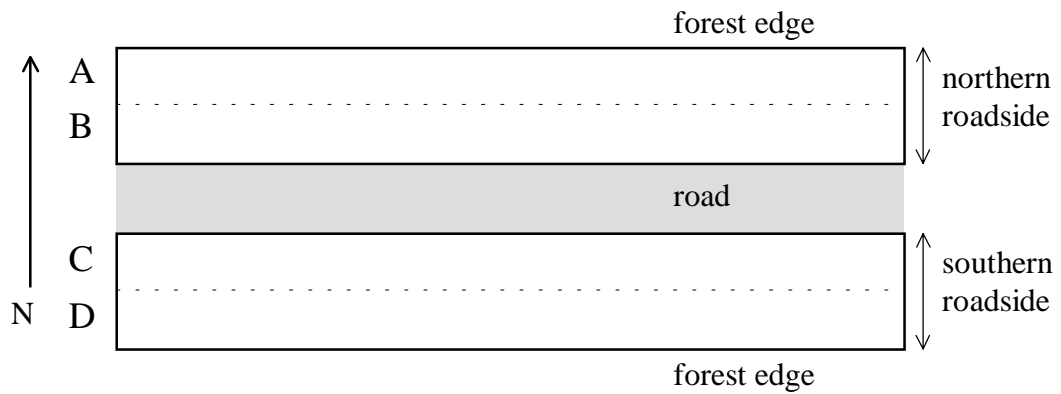 forest edge
A
B
northern
roadside
road
C
D
N
southern
roadside
forest edge